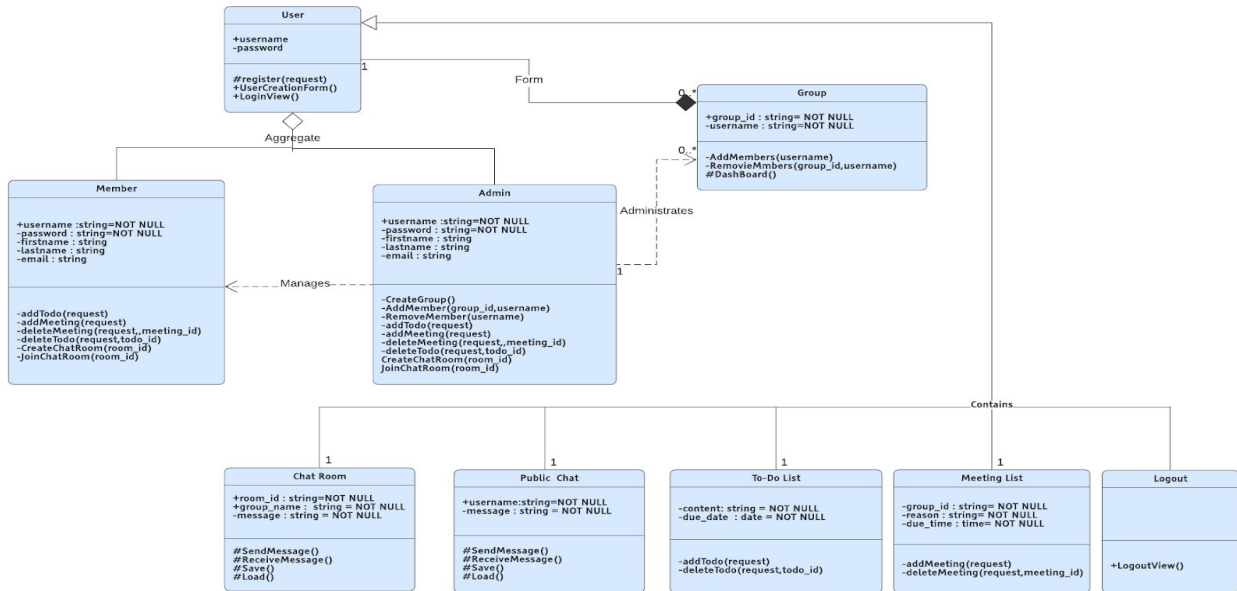 User
+username
-password
#register(request)
+UserCreationForm()
+LoginView()
1
Form
0..*
Group
+group_id : string= NOT NULL
-username : string=NOT NULL
-AddMembers(username)
-RemovieMmbers(group_id,username)
#DashBoard()
Aggregate
0..*
Administrates
1
Member
+username :string=NOT NULL
-password : string=NOT NULL
-firstname : string
-lastname : string
-email : string
-addTodo(request)
-addMeeting(request)
-deleteMeeting(request,,meeting_id)
-deleteTodo(request,todo_id)
-CreateChatRoom(room_id)
-JoinChatRoom(room_id)
Manages
Admin
+username :string=NOT NULL
-password : string=NOT NULL
-firstname : string
-lastname : string
-email : string
-CreateGroup()
-AddMember(group_id,username)
-RemoveMember(username)
-addTodo(request)
-addMeeting(request)
-deleteMeeting(request,,meeting_id)
-deleteTodo(request,todo_id)
CreateChatRoom(room_id)
JoinChatRoom(room_id)
Contains
1
1
1
1
Chat Room
+room_id : string=NOT NULL
+group_name : string = NOT NULL
-message : string = NOT NULL
#SendMessage()
#ReceiveMessage()
#Save()
#Load()
Public Chat
+username:string=NOT NULL
-message : string = NOT NULL
#SendMessage()
#ReceiveMessage()
#Save()
#Load()
To-Do List
-content: string = NOT NULL
-due_date : date = NOT NULL
-addTodo(request)
-deleteTodo(request,todo_id)
Meeting List
-group_id : string= NOT NULL
-reason : string= NOT NULL
-due_time : time= NOT NULL
-addMeeting(request)
-deleteMeeting(request,meeting_id)
Logout
+LogoutView()